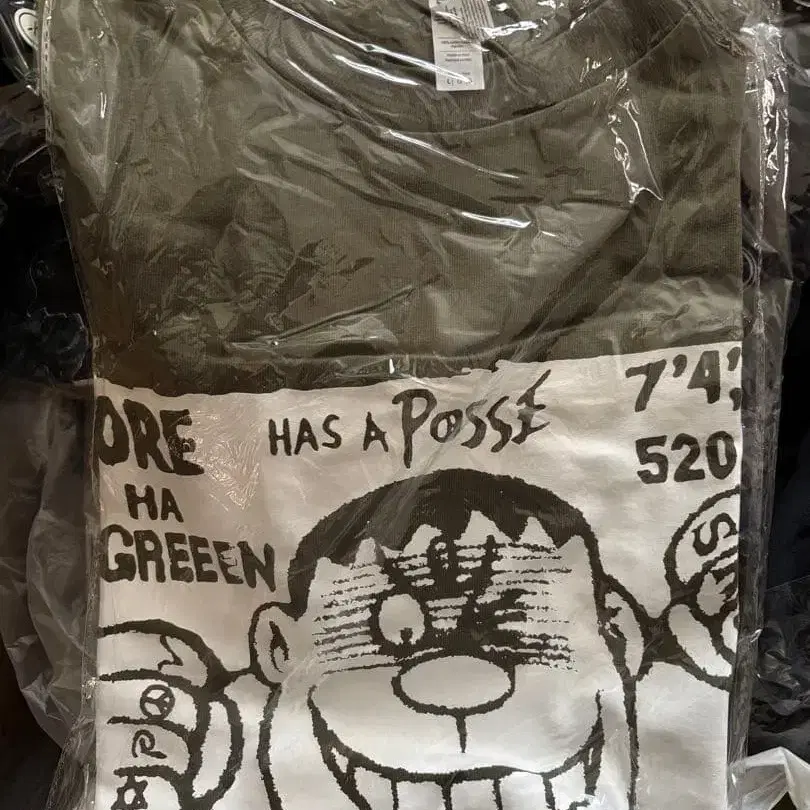 ORE
HAS A POSSE
7'4',
520
HA
GREEEN